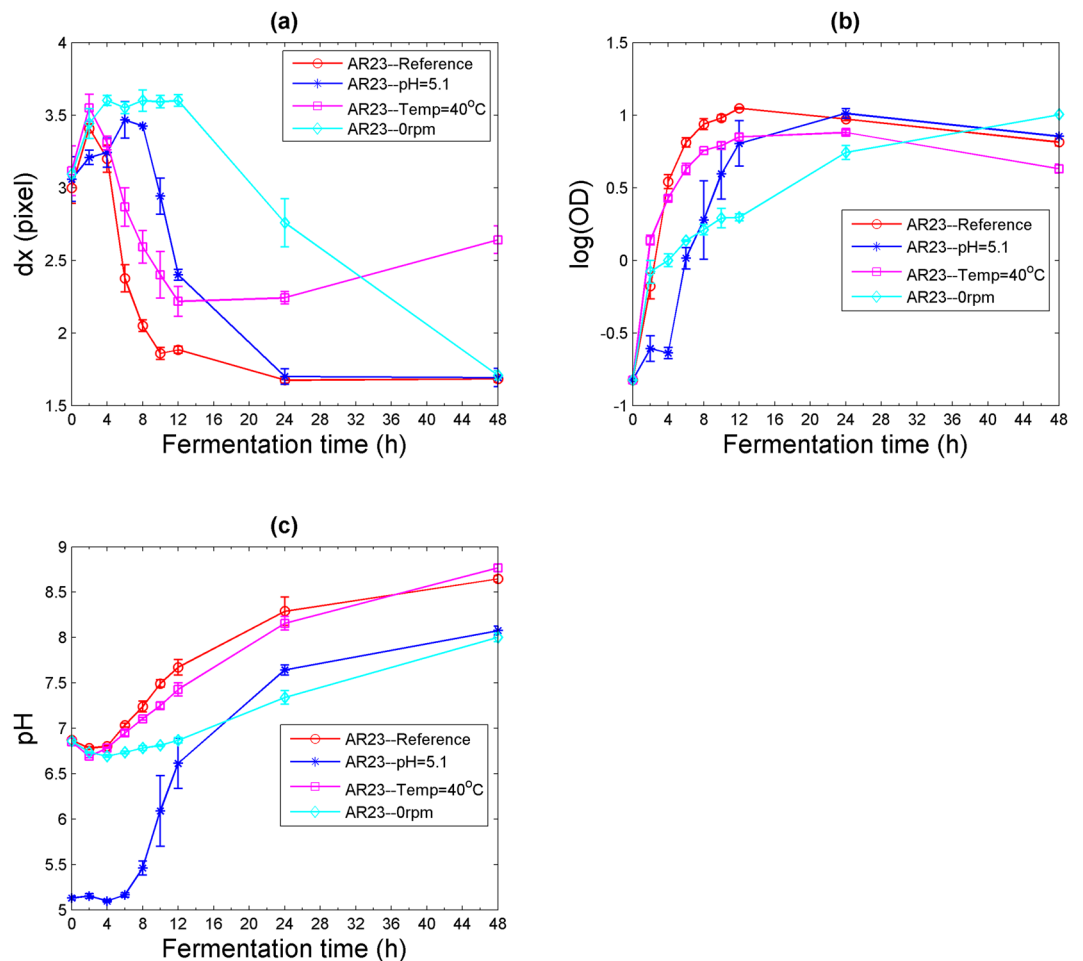 (a)
4
3.5
3
2.5
2
1.5
dx (pixel)
AR23--Reference
AR23--pH=5.1
AR23--Temp=40°C
AR23--0rpm
0 4 8 12 16 20 24 28 32 36 40 44 48
Fermentation time (h)
(b)
1.5
1
0.5
0
-0.5
-1
log(OD)
AR23--Reference
AR23--pH=5.1
AR23--Temp=40°C
AR23--0rpm
0 4 8 12 16 20 24 28 32 36 40 44 48
Fermentation time (h)
(c)
9
8.5
8
7.5
7
6.5
6
5.5
5
pH
AR23--Reference
AR23--pH=5.1
AR23--Temp=40°C
AR23--0rpm
0 4 8 12 16 20 24 28 32 36 40 44 48
Fermentation time (h)